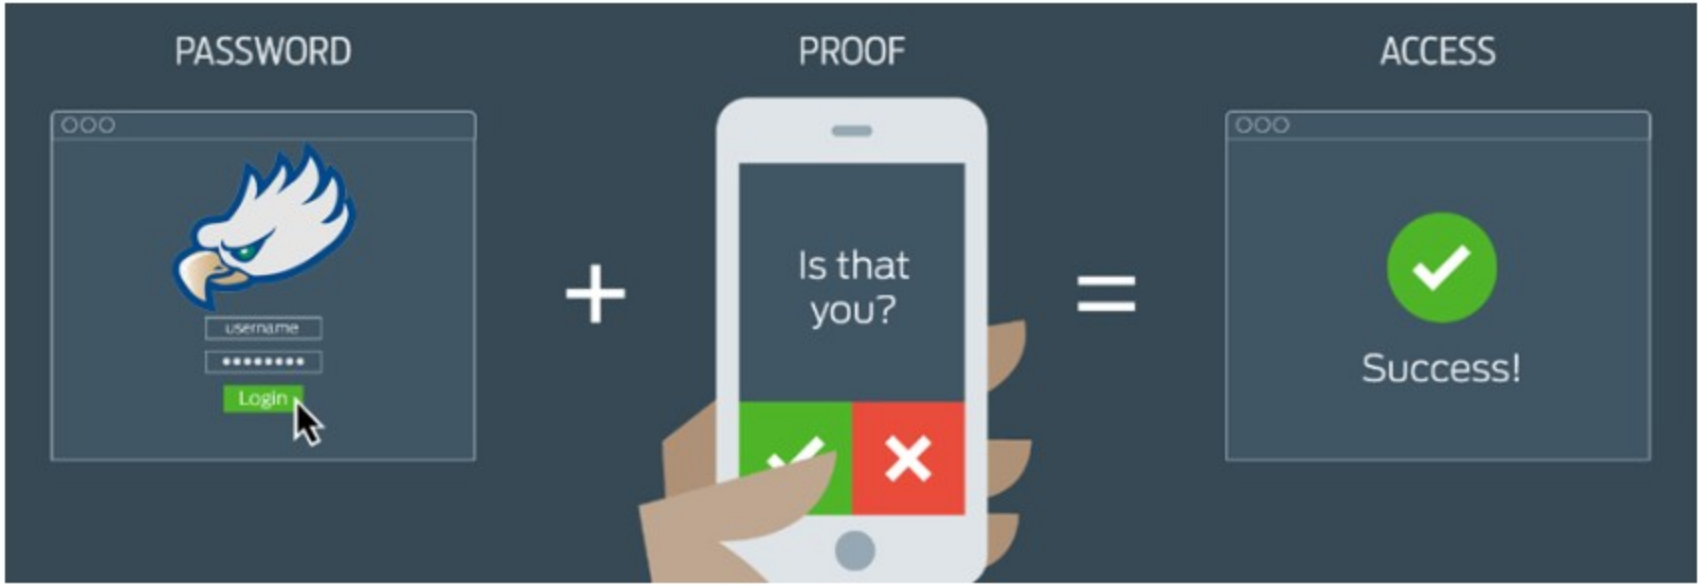 PASSWORD
username
Login
+
PROOF
Is that
you?
=
ACCESS
Success!